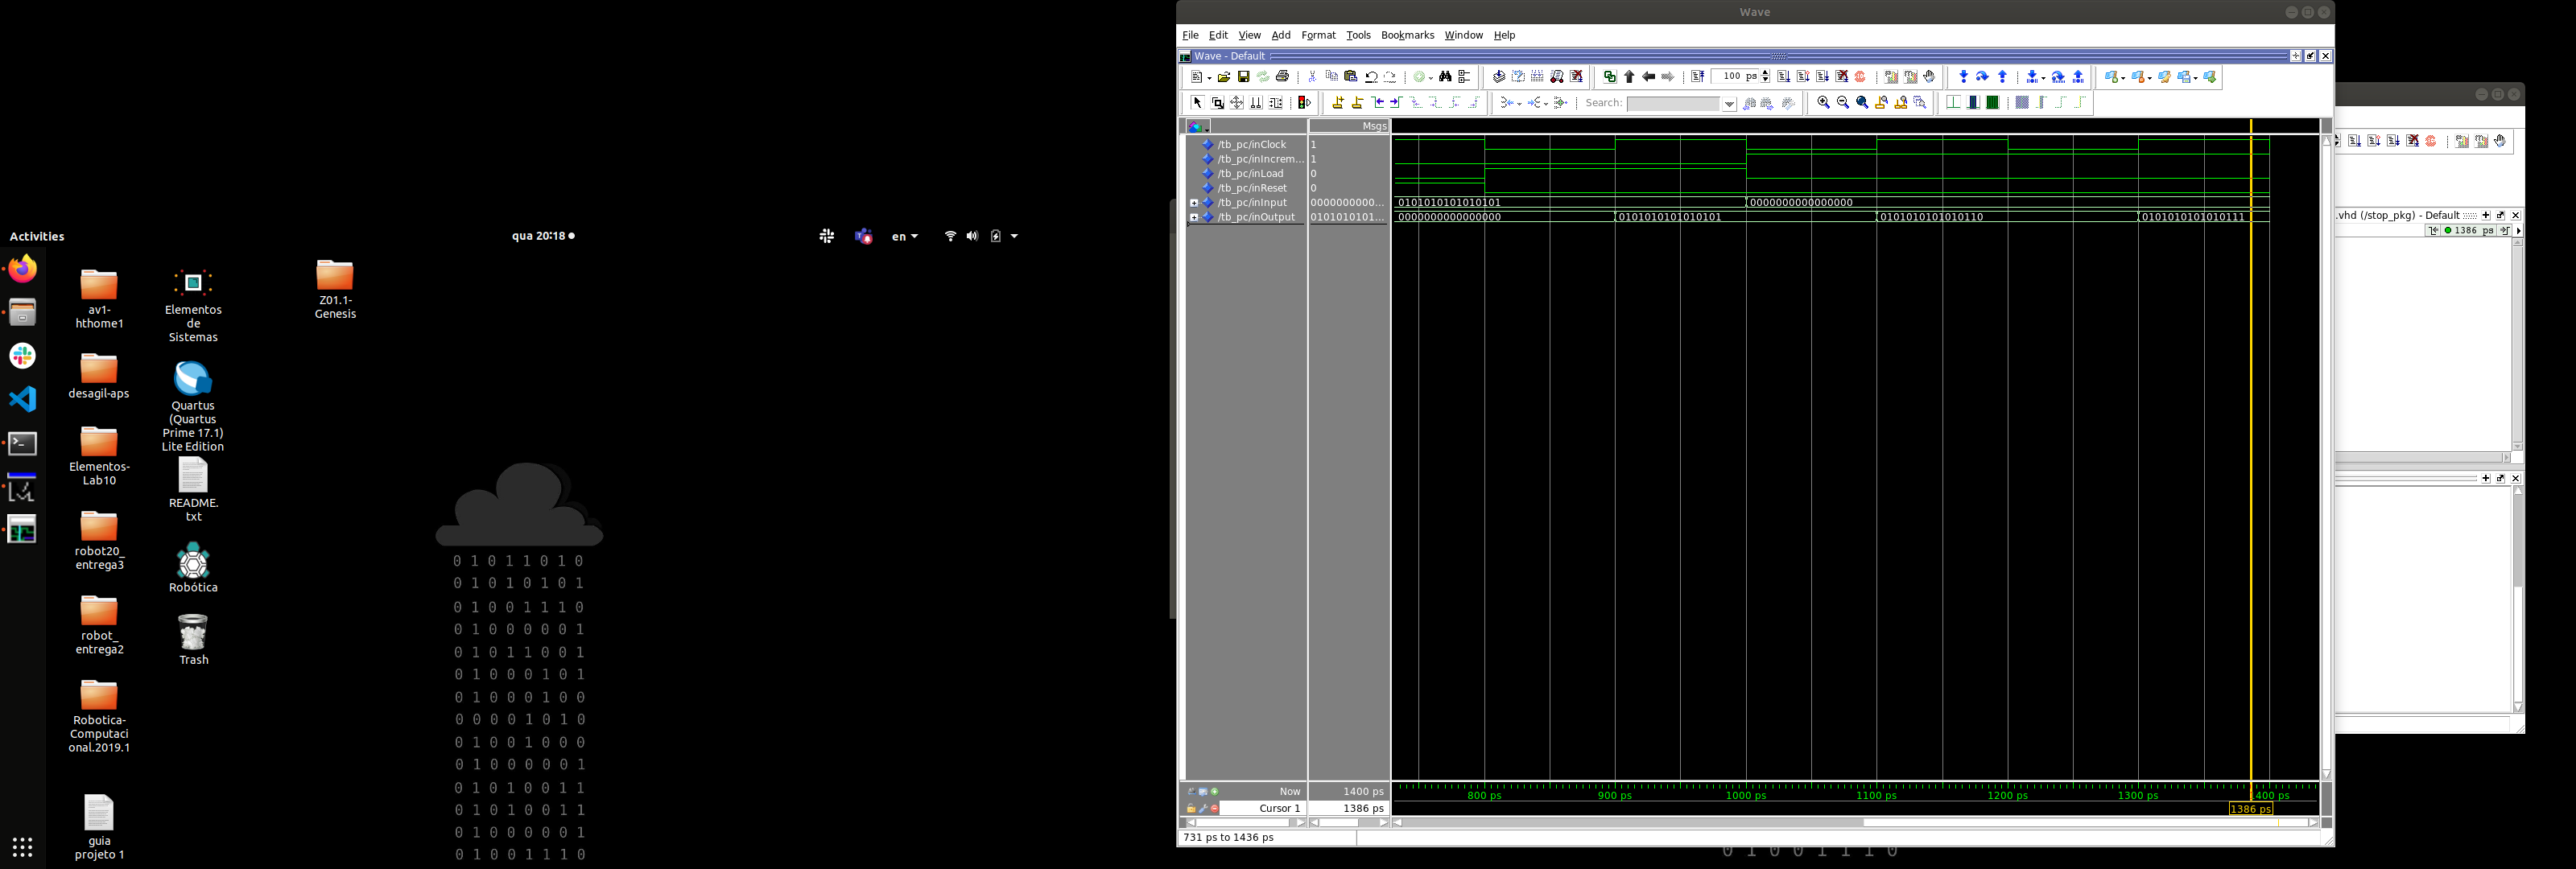 Activities
qua 20:18
en
av1-
hthome1
Elementos
de
Sistemas
Z01.1-
Genesis
desagil-aps
Quartus
(Quartus
Prime 17.1)
Lite Edition
Elementos-
Lab10
README.
txt
robot20_
entrega3
Robótica
robot_
entrega2
Trash
Robotica-
Computaci
onal.2019.1
guia
projeto 1
0 1 0 1 1 0 1 0
0 1 0 1 0 1 0 1
0 1 0 0 1 1 1 0
0 1 0 0 0 0 0 1
0 1 0 1 1 0 0 1
0 1 0 0 0 1 0 1
0 1 0 0 0 1 0 0
0 0 0 0 1 0 1 0
0 1 0 0 1 0 0 0
0 1 0 0 0 0 0 1
0 1 0 1 0 0 1 1
0 1 0 1 0 0 1 1
0 1 0 0 0 0 0 1
0 1 0 0 1 1 1 0
Wave
File Edit View Add Format Tools Bookmarks Window Help
Wave - Default
100 ps
Search:
Msgs
/tb_pc/inClock 1
/tb_pc/inIncrem... 1
/tb_pc/inLoad 0
/tb_pc/inReset 0
/tb_pc/inInput 0000000000... 0101010101010101 0000000000000000
/tb_pc/inOutput 0101010101... 0000000000000000 0101010101010101 0101010101010110 0101010101010111
Now 1400 ps
800 ps 900 ps 1000 ps 1100 ps 1200 ps 1300 ps 1400 ps
Cursor 1 1386 ps
1386 ps
731 ps to 1436 ps
.vhd (/stop_pkg) - Default
1386 ps
0 1 0 0 1 1 1 0